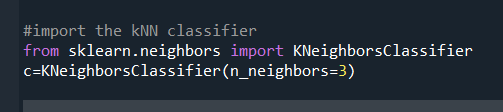 #import the kNN classifier
from sklearn.neighbors import KNeighborsClassifier
c=KNeighborsClassifier(n_neighbors=3)